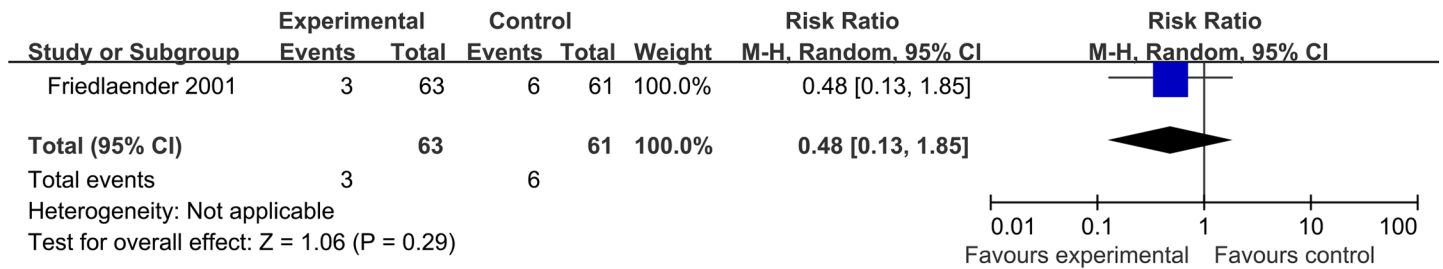 Experimental Control Risk Ratio Risk Ratio
Study or Subgroup Events Total Events Total Weight M-H, Random, 95% CI M-H, Random, 95% CI
Friedlaender 2001 3 63 6 61 100.0% 0.48 [0.13, 1.85]
Total (95% CI) 63 61 100.0% 0.48 [0.13, 1.85]
Total events 3 6
Heterogeneity: Not applicable
Test for overall effect: Z = 1.06 (P = 0.29)
0.01 0.1 1 10 100
Favours experimental Favours control